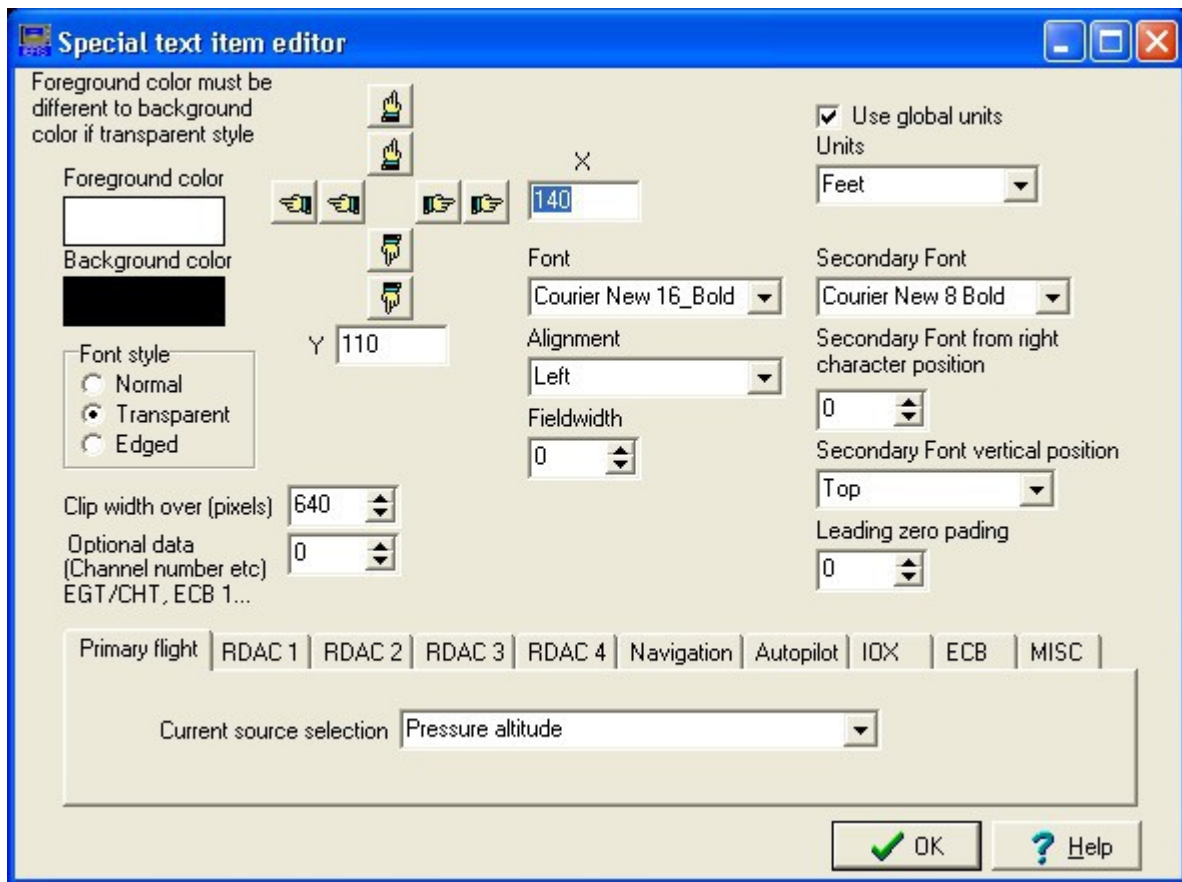 Special text item editor
Foreground color must be
different to background
color if transparent style
Foreground color
Background color
X
140
Y 110
Use global units
Units
Feet
Font
Courier New 16_Bold
Alignment
Left
Fieldwidth
0
Secondary Font
Courier New 8 Bold
Secondary Font from right
character position
0
Secondary Font vertical position
Top
Leading zero pading
0
Font style
Normal
Transparent
Edged
Clip width over (pixels) 640
Optional data
(Channel number etc)
EGT/CHT, ECB 1...
0
Primary flight RDAC 1 RDAC 2 RDAC 3 RDAC 4 Navigation Autopilot IOX ECB MISC
Current source selection Pressure altitude
OK Help